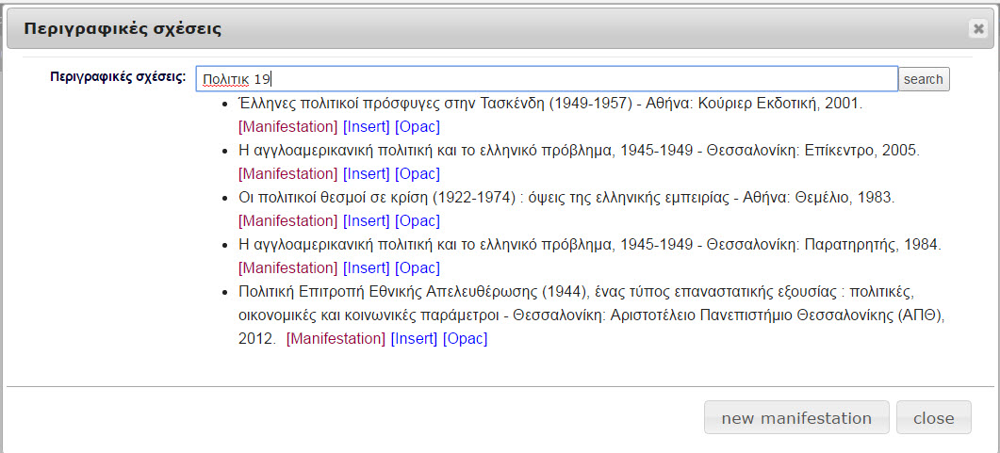 Περιγραφικές σχέσεις
Περιγραφικές σχέσεις: Πολιτικ 19 search
• Έλληνες πολιτικοί πρόσφυγες στην Τασκένδη (1949-1957) - Αθήνα: Κούριερ Εκδοτική, 2001.
[Manifestation] [Insert] [Opac]
• Η αγγλοαμερικανική πολιτική και το ελληνικό πρόβλημα, 1945-1949 - Θεσσαλονίκη: Επίκεντρο, 2005.
[Manifestation] [Insert] [Opac]
• Οι πολιτικοί θεσμοί σε κρίση (1922-1974) : όψεις της ελληνικής εμπειρίας - Αθήνα: Θεμέλιο, 1983.
[Manifestation] [Insert] [Opac]
• Η αγγλοαμερικανική πολιτική και το ελληνικό πρόβλημα, 1945-1949 - Θεσσαλονίκη: Παρατηρητής, 1984.
[Manifestation] [Insert] [Opac]
• Πολιτική Επιτροπή Εθνικής Απελευθέρωσης (1944), ένας τύπος επαναστατικής εξουσίας : πολιτικές,
οικονομικές και κοινωνικές παράμετροι - Θεσσαλονίκη: Αριστοτέλειο Πανεπιστήμιο Θεσσαλονίκης (ΑΠΘ),
2012. [Manifestation] [Insert] [Opac]
new manifestation close